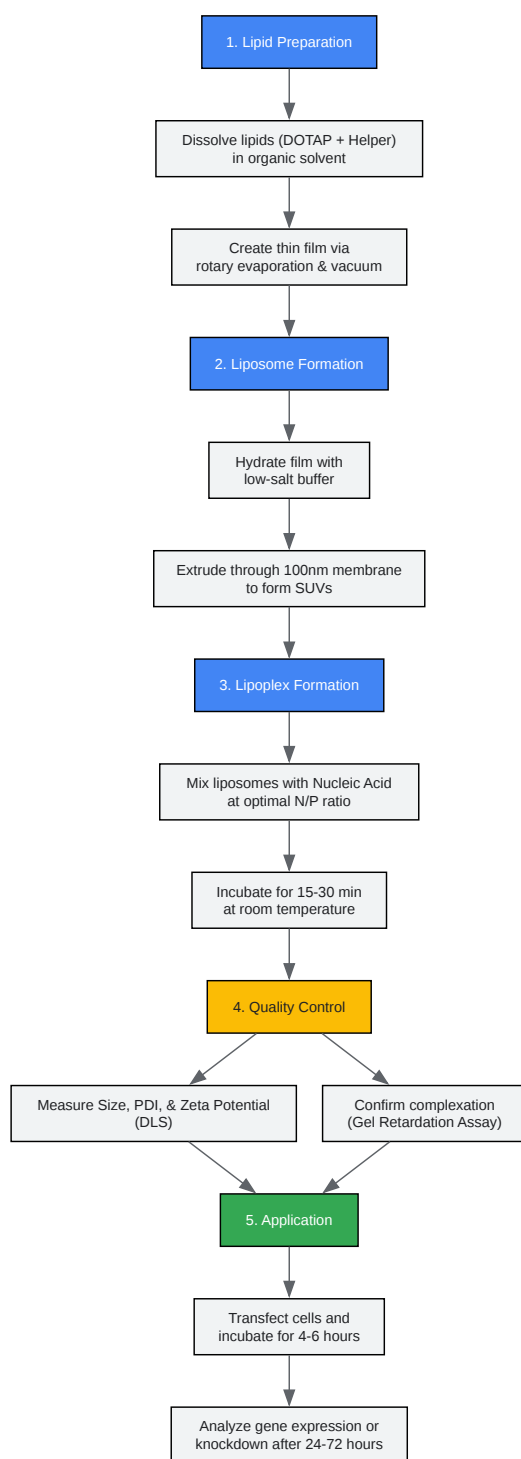 1. Lipid Preparation
Dissolve lipids (DOTAP + Helper)
in organic solvent
Create thin film via
rotary evaporation & vacuum
2. Liposome Formation
Hydrate film with
low-salt buffer
Extrude through 100nm membrane
to form SUVs
3. Lipoplex Formation
Mix liposomes with Nucleic Acid
at optimal N/P ratio
Incubate for 15-30 min
at room temperature
4. Quality Control
Measure Size, PDI, & Zeta Potential
(DLS)
Confirm complexation
(Gel Retardation Assay)
5. Application
Transfect cells and
incubate for 4-6 hours
Analyze gene expression or
knockdown after 24-72 hours